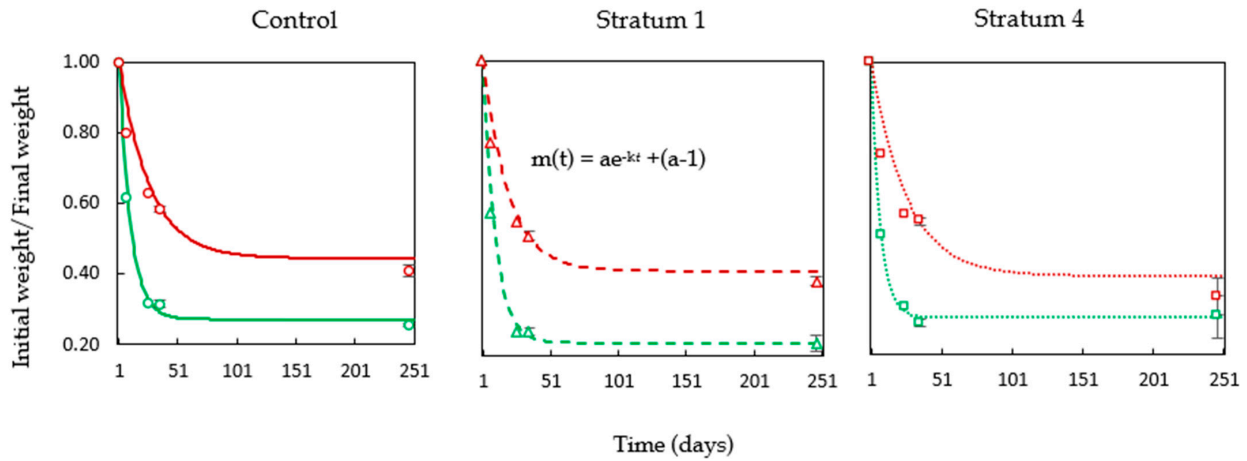 Control
Stratum 1
Stratum 4
Initial weight/ Final weight
1.00
0.80
0.60
0.40
0.20
m(t) = ae-kt +(a-1)
1 51 101 151 201 251
1 51 101 151 201 251
1 51 101 151 201 251
Time (days)